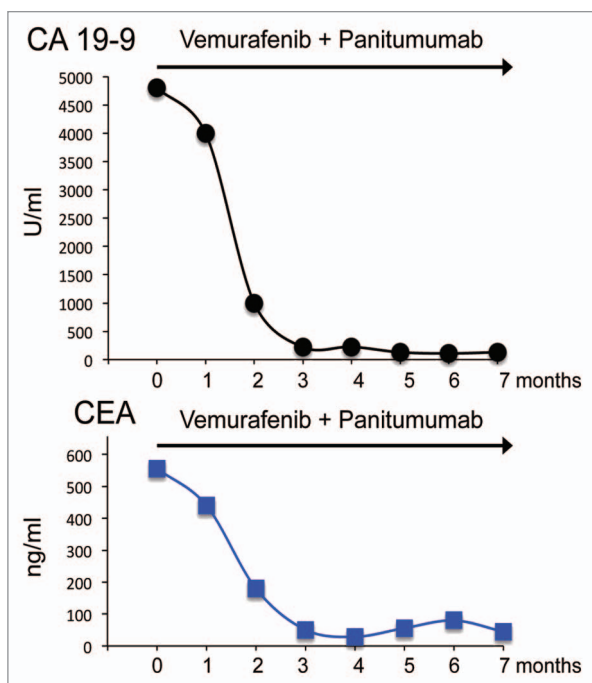 CA 19-9
Vemurafenib + Panitumumab
5000
4500
4000
3500
3000
2500
2000
1500
1000
500
0
U/ml
0 1 2 3 4 5 6 7 months
CEA
Vemurafenib + Panitumumab
600
500
400
300
200
100
0
ng/ml
0 1 2 3 4 5 6 7 months